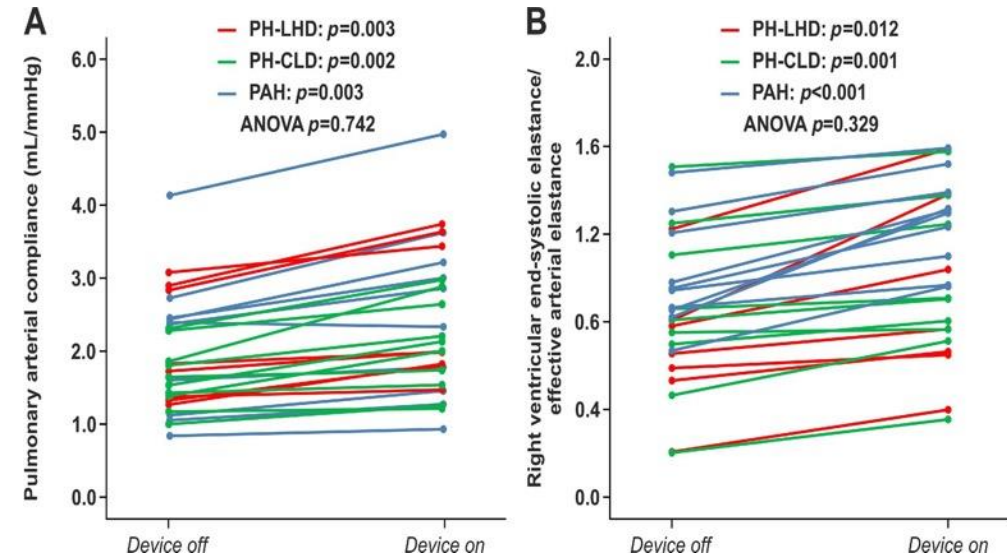 A
PH-LHD: p=0.003
PH-CLD: p=0.002
PAH: p=0.003
ANOVA p=0.742
Pulmonary arterial compliance (mL/mmHg)
6.0
5.0
4.0
3.0
2.0
1.0
0.0
Device off
Device on
B
PH-LHD: p=0.012
PH-CLD: p=0.001
PAH: p<0.001
ANOVA p=0.329
Right ventricular end-systolic elastance/
effective arterial elastance
2.0
1.6
1.2
0.6
0.4
0.0
Device off
Device on